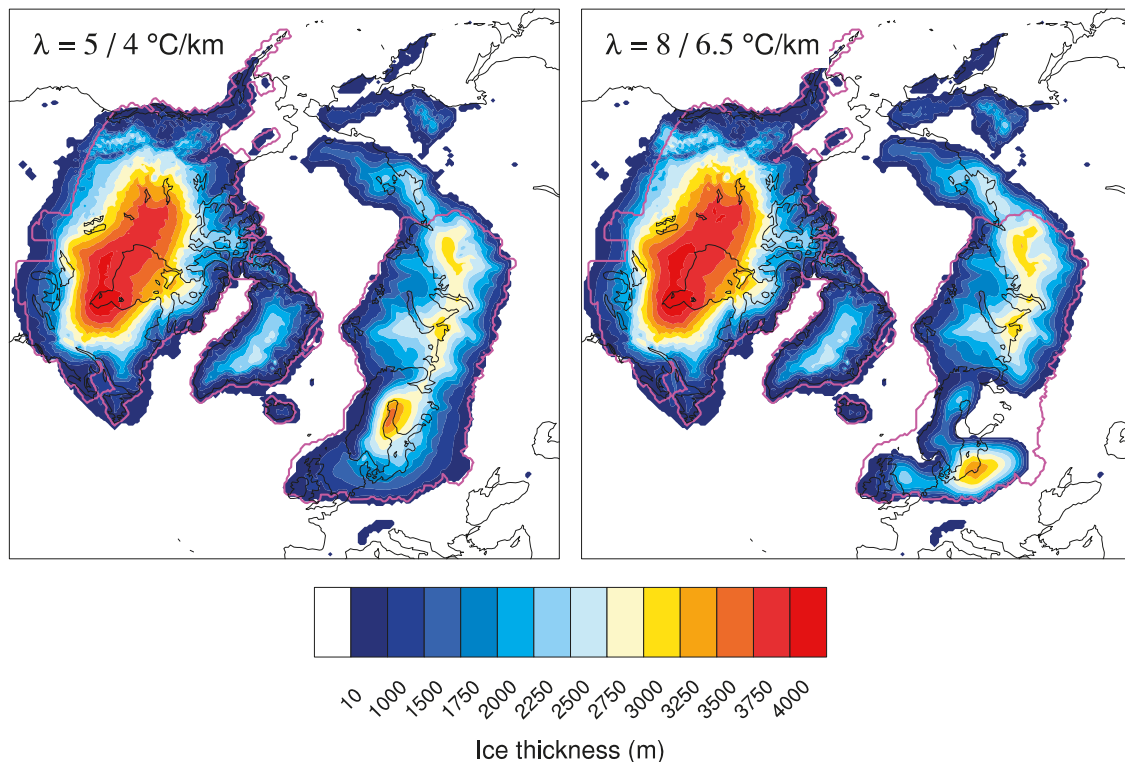 λ = 5 / 4 °C/km
λ = 8 / 6.5 °C/km
10 1000 1500 1750 2000 2250 2500 2750 3000 3250 3500 3750 4000
Ice thickness (m)